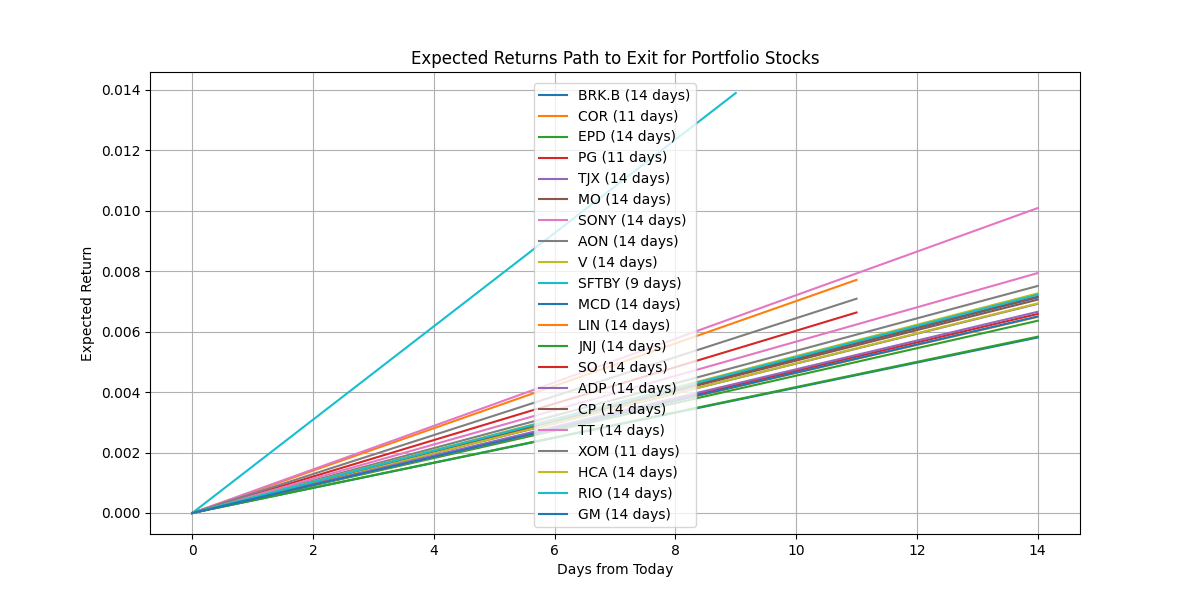 Expected Returns Path to Exit for Portfolio Stocks
Expected Return
0.014
0.012
0.010
0.008
0.006
0.004
0.002
0.000
BRK.B (14 days)
COR (11 days)
EPD (14 days)
PG (11 days)
TJX (14 days)
MO (14 days)
SONY (14 days)
AON (14 days)
V (14 days)
SFTBY (9 days)
MCD (14 days)
LIN (14 days)
JNJ (14 days)
SO (14 days)
ADP (14 days)
CP (14 days)
TT (14 days)
XOM (11 days)
HCA (14 days)
RIO (14 days)
GM (14 days)
0 2 4 6 8 10 12 14
Days from Today